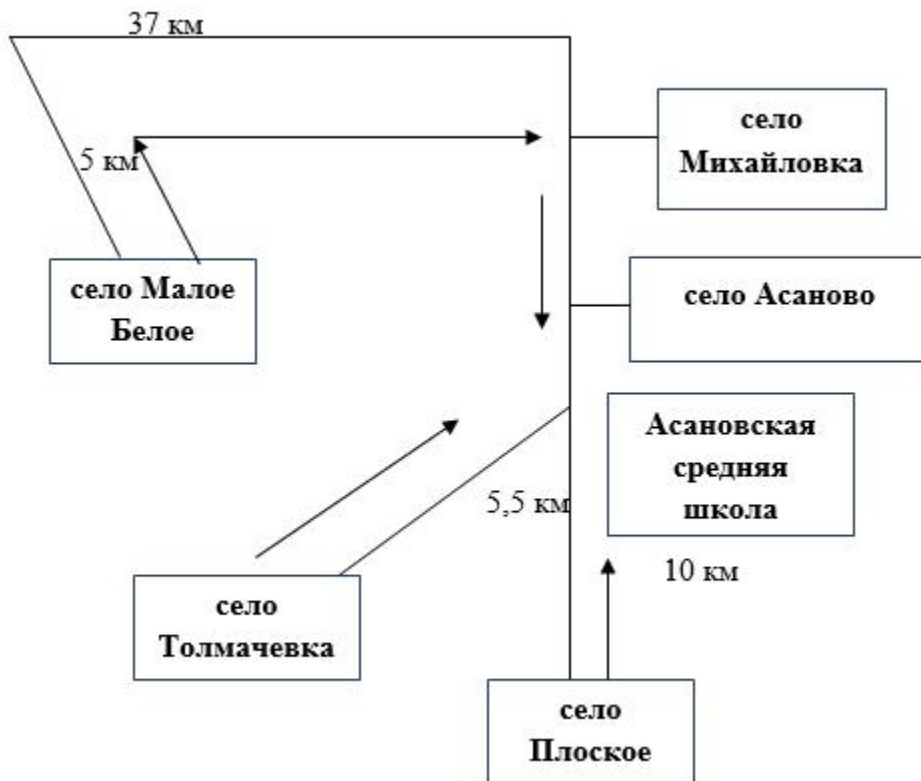 37 км
село
Михайловка
5 км
село Малое
Белое
село Асаново
Асановская
средняя
школа
5,5 км
10 км
село
Толмачевка
село
Плоское